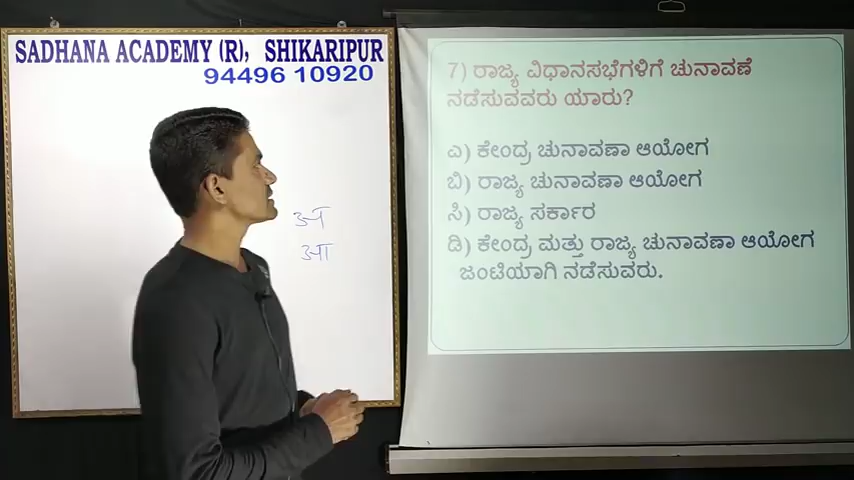 SADHANA ACADEMY (R), SHIKARIPUR
94496 10920
अ
आ
7) ರಾಜ್ಯ ವಿಧಾನಸಭೆಗಳಿಗೆ ಚುನಾವಣೆ
ನಡೆಸುವವರು ಯಾರು?
ಎ) ಕೇಂದ್ರ ಚುನಾವಣಾ ಆಯೋಗ
ಬಿ) ರಾಜ್ಯ ಚುನಾವಣಾ ಆಯೋಗ
ಸಿ) ರಾಜ್ಯ ಸರ್ಕಾರ
ಡಿ) ಕೇಂದ್ರ ಮತ್ತು ರಾಜ್ಯ ಚುನಾವಣಾ ಆಯೋಗ
ಜಂಟಿಯಾಗಿ ನಡೆಸುವರು.